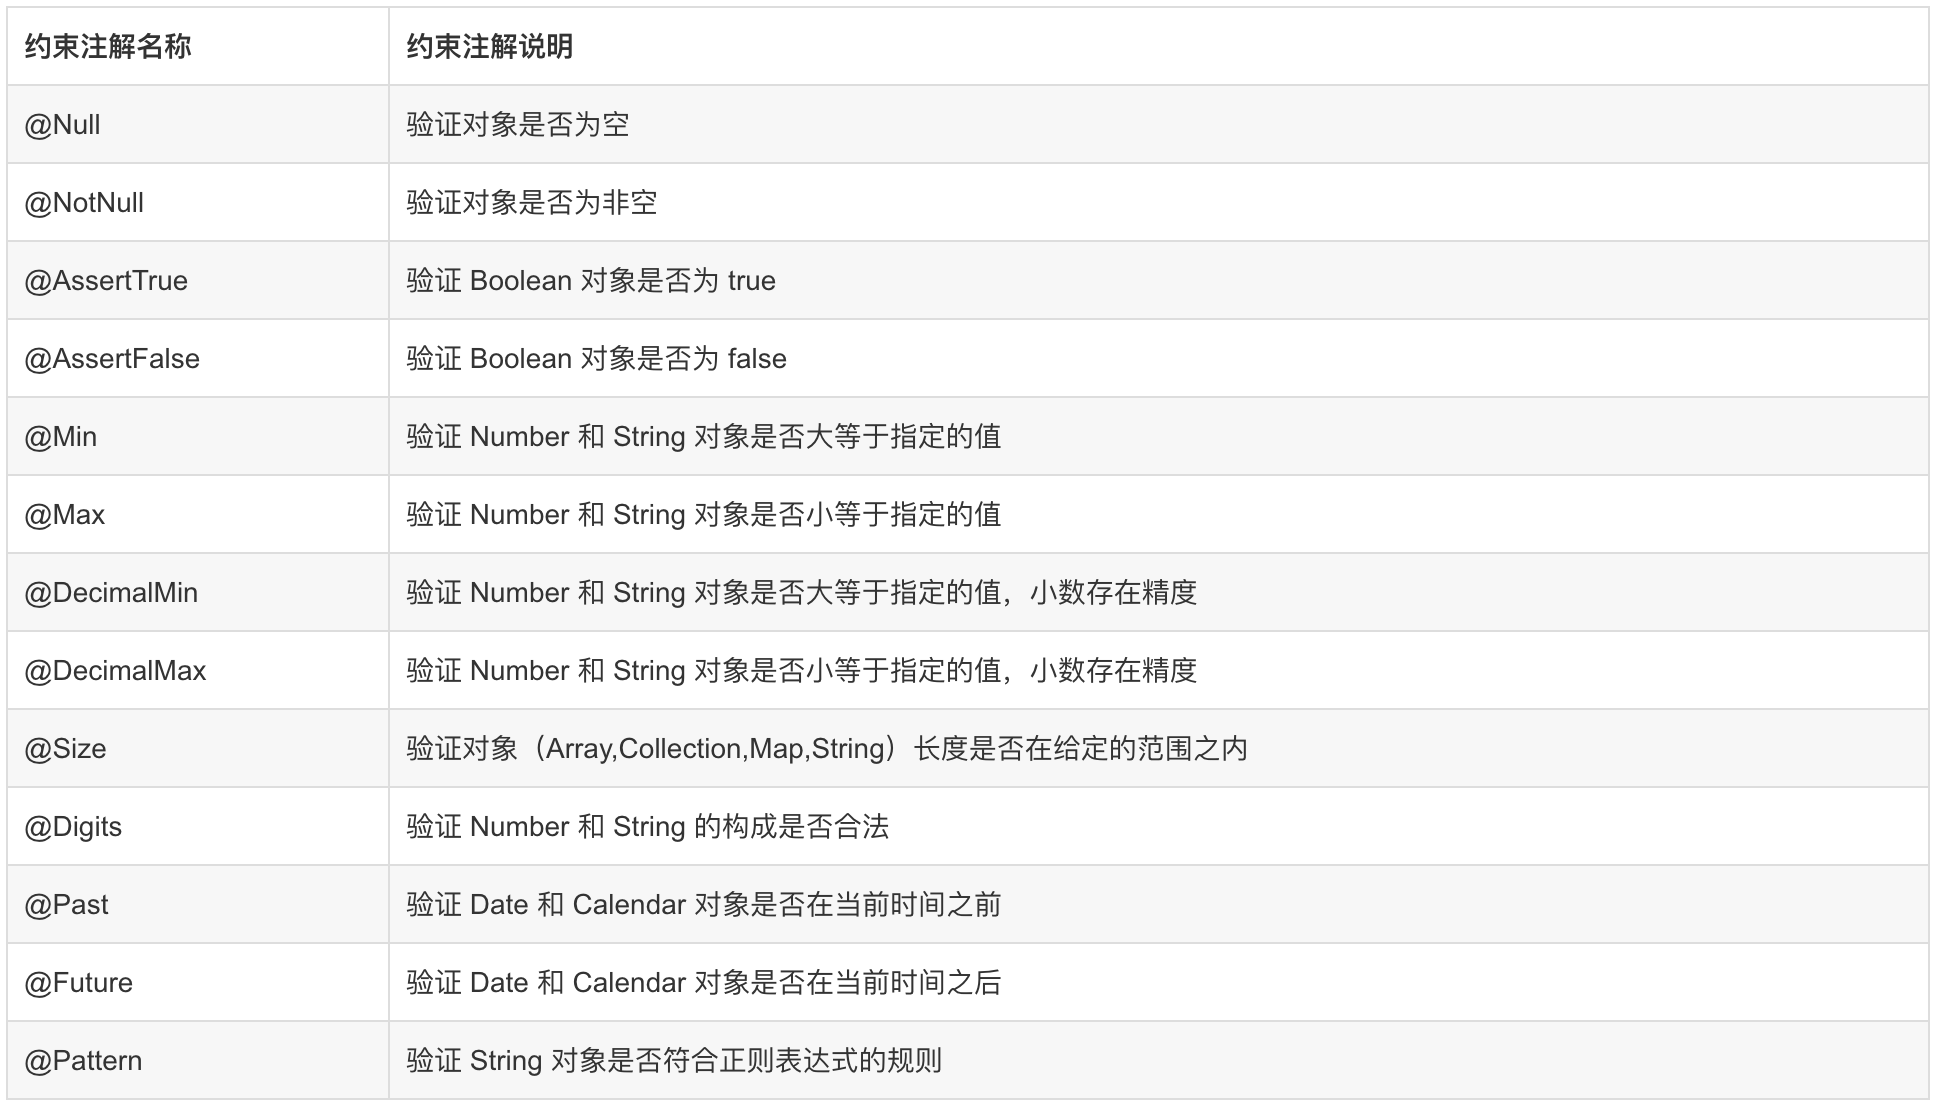 约束注解名称 约束注解说明
@Null 验证对象是否为空
@NotNull 验证对象是否为非空
@AssertTrue 验证 Boolean 对象是否为 true
@AssertFalse 验证 Boolean 对象是否为 false
@Min 验证 Number 和 String 对象是否大等于指定的值
@Max 验证 Number 和 String 对象是否小等于指定的值
@DecimalMin 验证 Number 和 String 对象是否大等于指定的值，小数存在精度
@DecimalMax 验证 Number 和 String 对象是否小等于指定的值，小数存在精度
@Size 验证对象（Array,Collection,Map,String）长度是否在给定的范围之内
@Digits 验证 Number 和 String 的构成是否合法
@Past 验证 Date 和 Calendar 对象是否在当前时间之前
@Future 验证 Date 和 Calendar 对象是否在当前时间之后
@Pattern 验证 String 对象是否符合正则表达式的规则